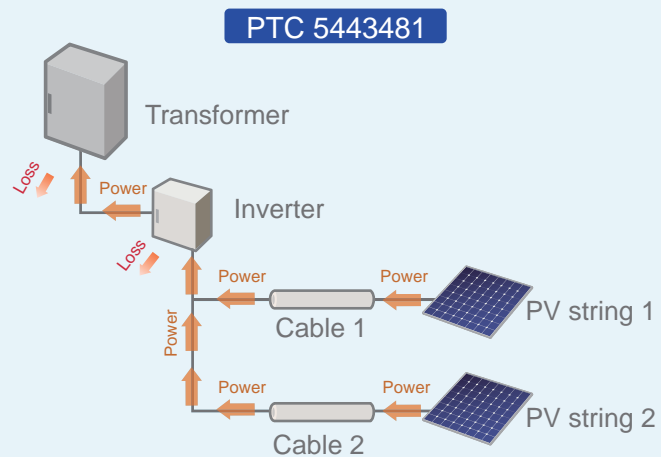 PTC 5443481
Transformer
Loss
Power
Inverter
Loss
Power
Power
Cable 1
PV string 1
Power
Power
Power
Cable 2
PV string 2